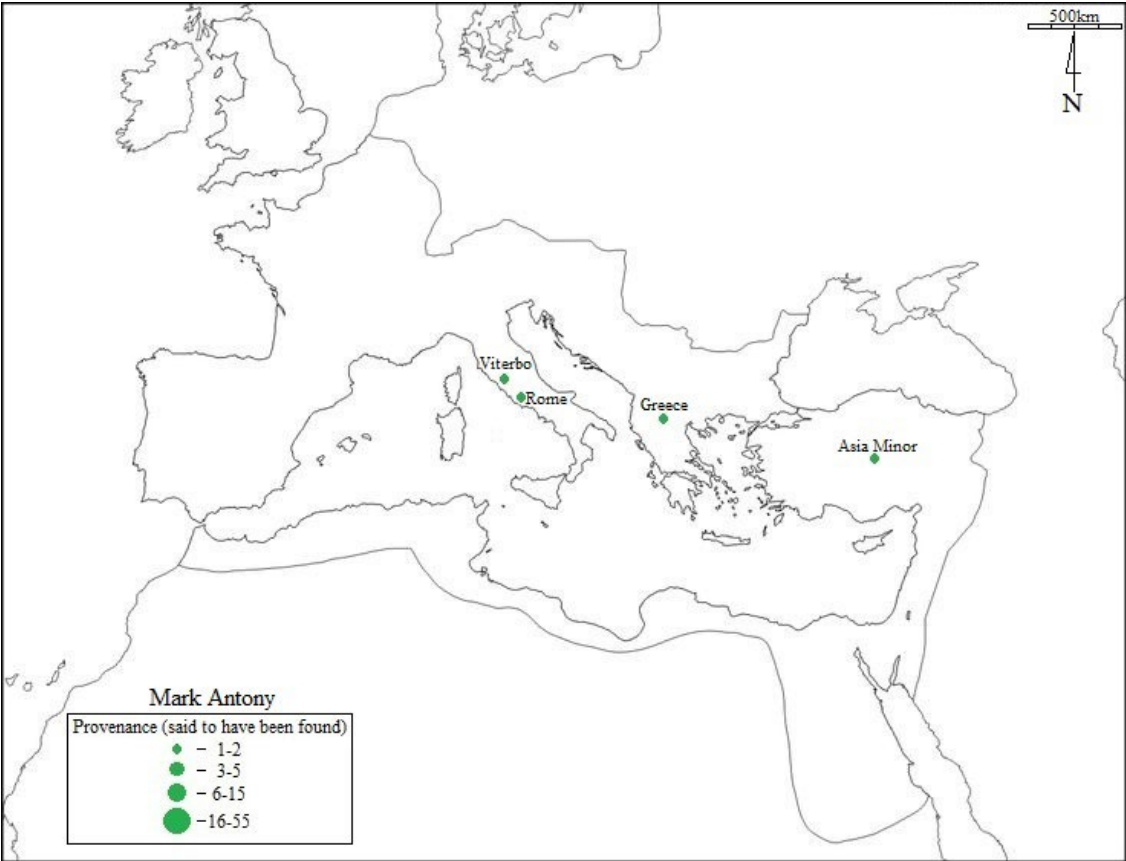 500km
N
Viterbo
Rome
Greece
Asia Minor
Mark Antony
Provenance (said to have been found)
- 1-2
- 3-5
- 6-15
-16-55